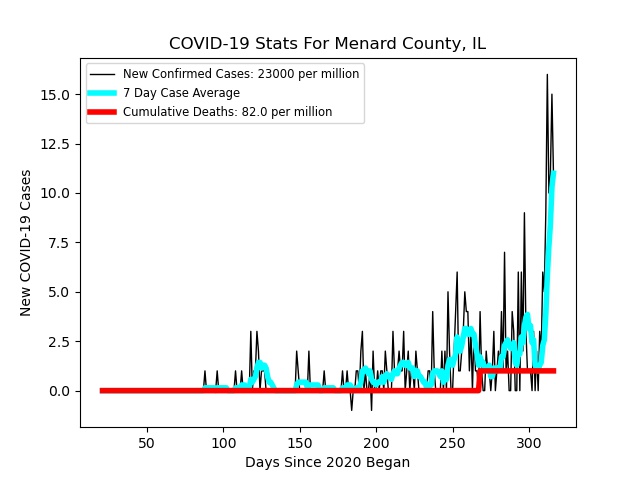 COVID-19 Stats For Menard County, IL
New Confirmed Cases: 23000 per million
7 Day Case Average
Cumulative Deaths: 82.0 per million
New COVID-19 Cases
15.0
12.5
10.0
7.5
5.0
2.5
0.0
50 100 150 200 250 300
Days Since 2020 Began